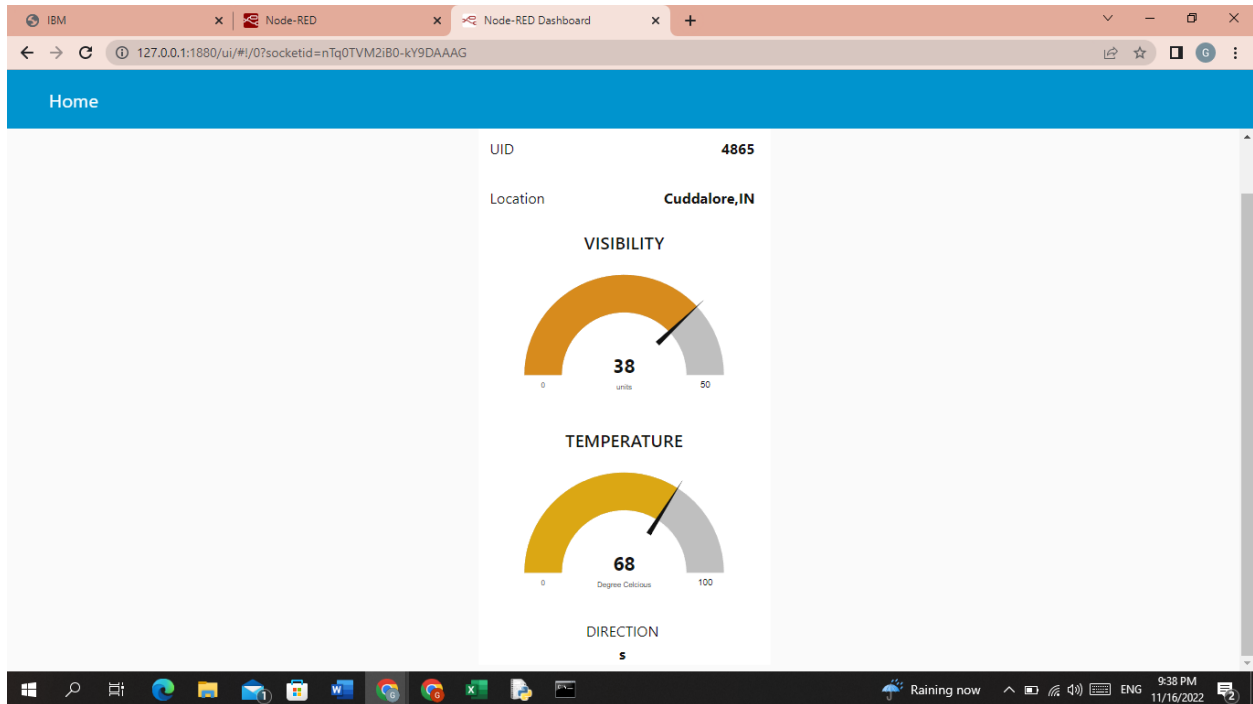 IBM
Node-RED
Node-RED Dashboard
127.0.0.1:1880/ui/#!/0?socketid=nTq0TVM2iB0-kY9DAAAG
G
Home
UID 4865
Location Cuddalore,IN
VISIBILITY
38
0 units 50
TEMPERATURE
68
0 Degree Celcious 100
DIRECTION
s
Raining now
ENG
9:38 PM
11/16/2022